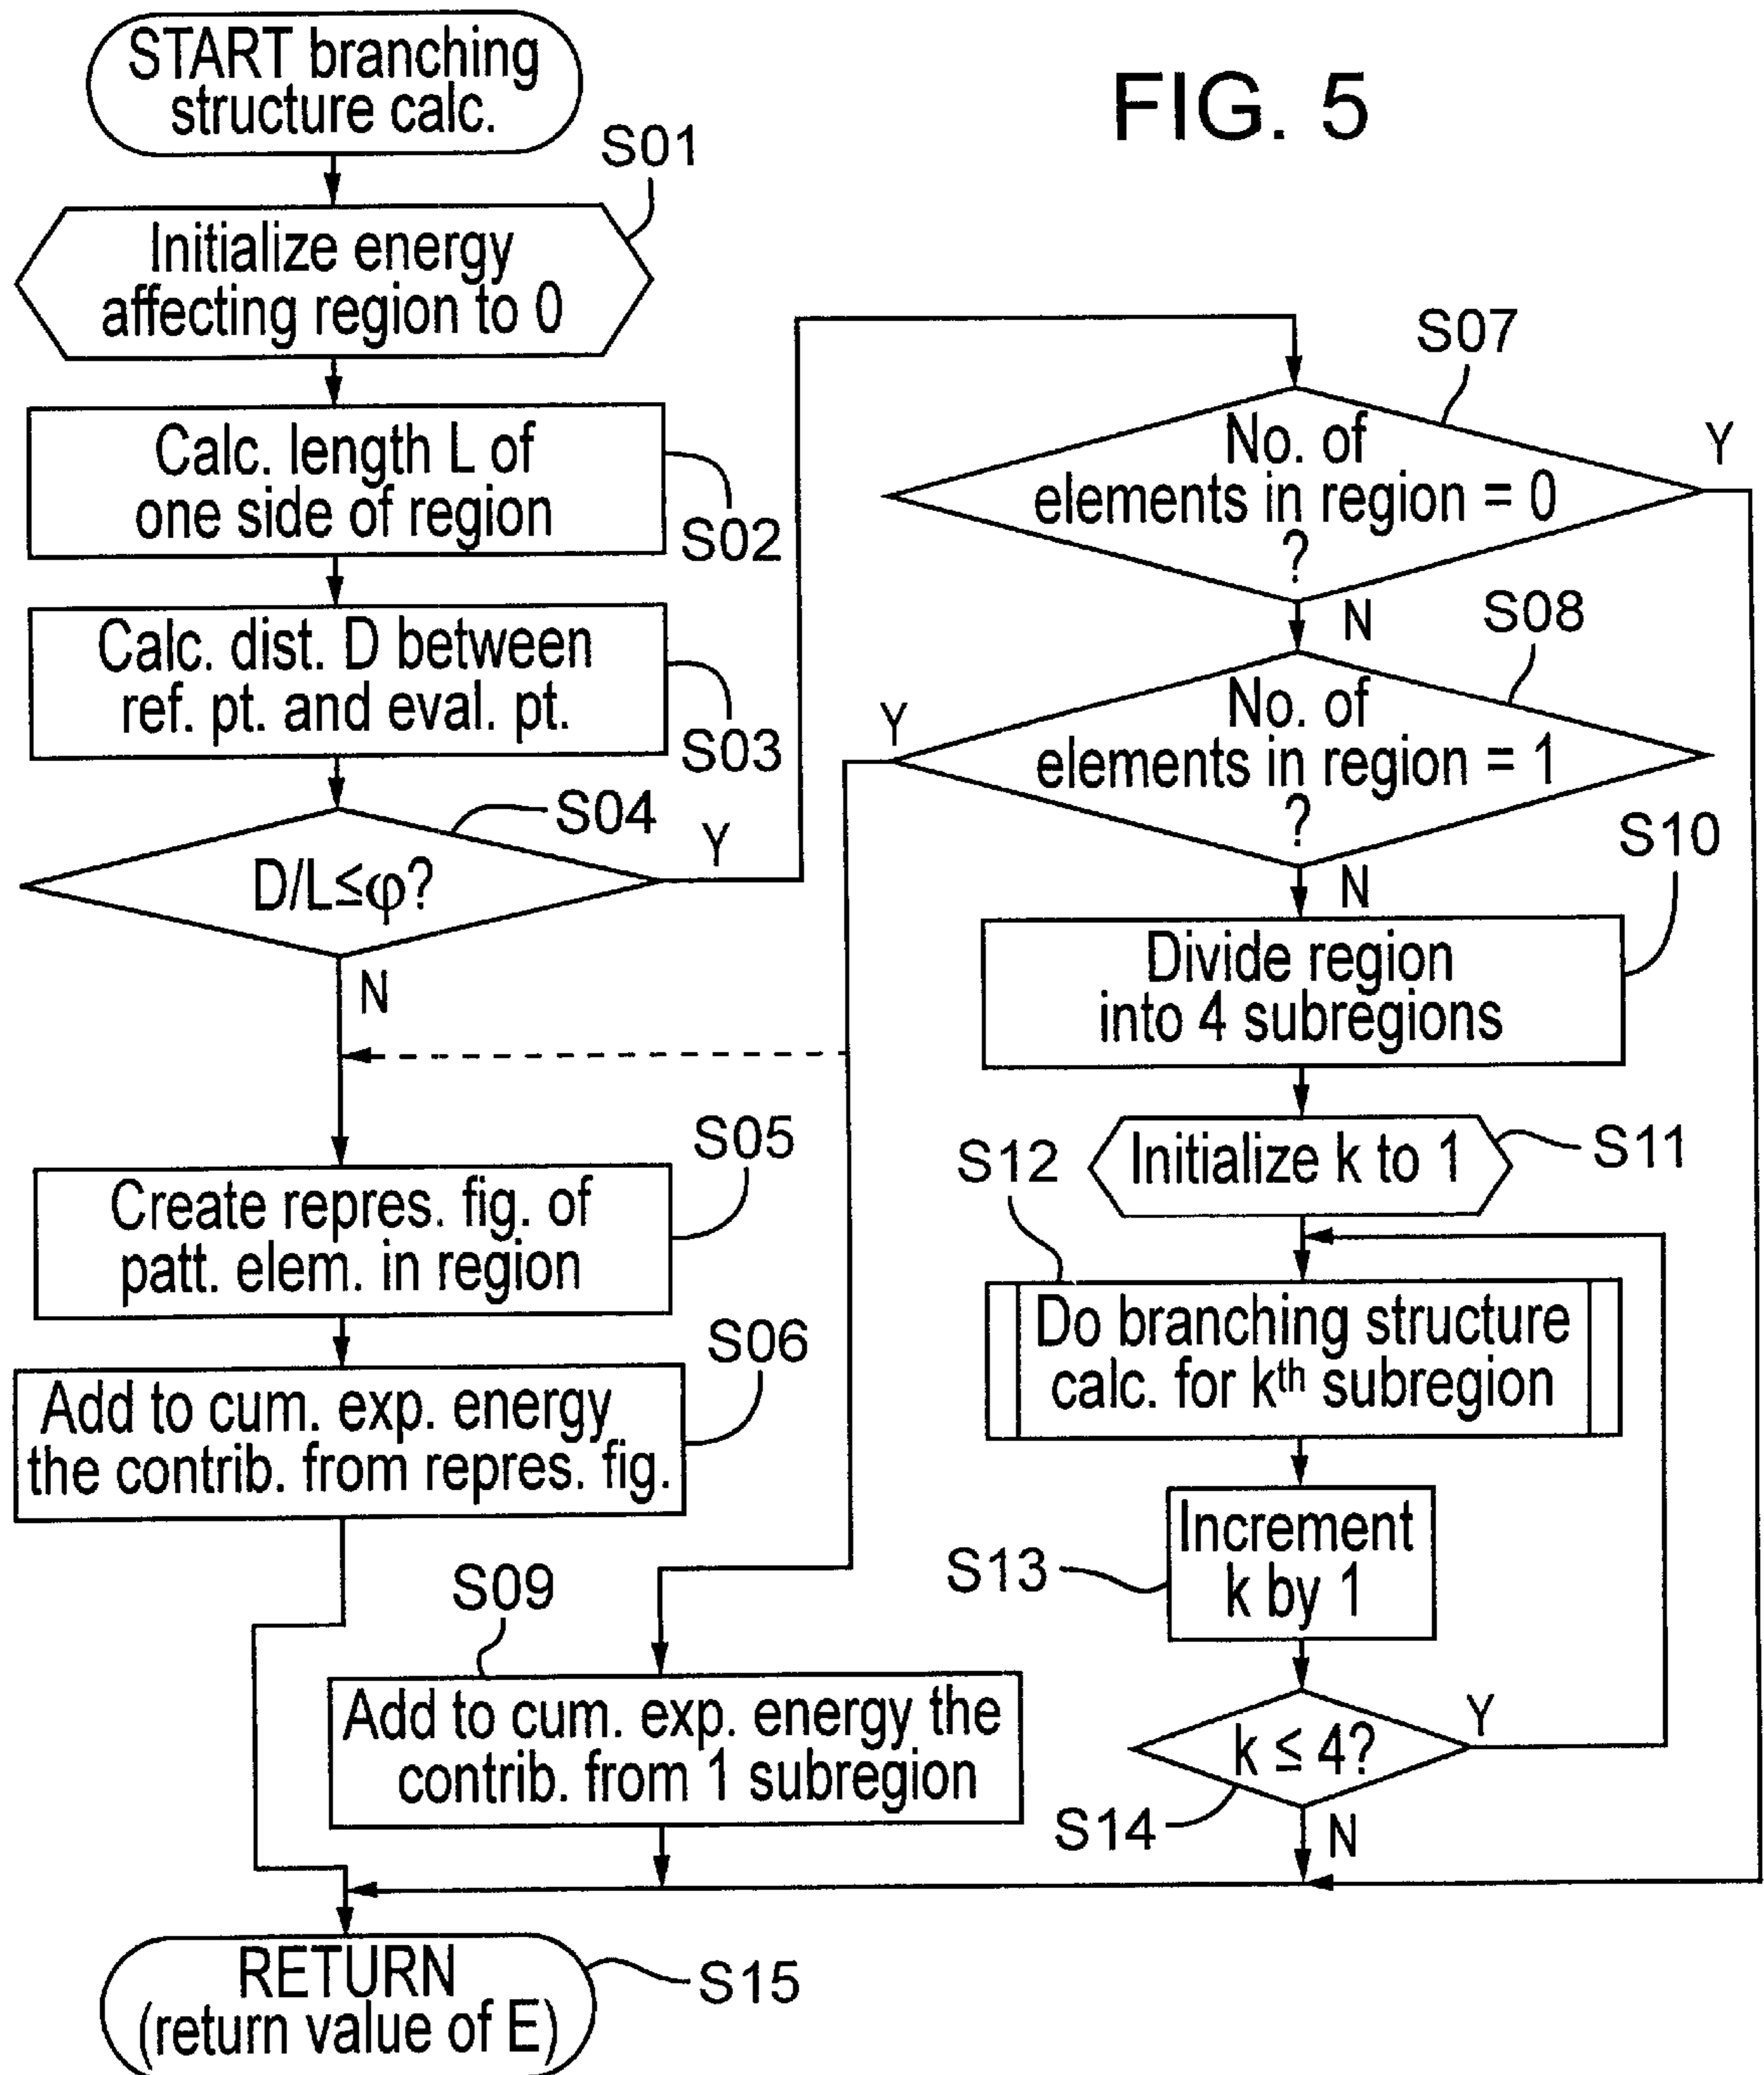 FIG. 5
START branching
structure calc.
S01
Initialize energy
affecting region to 0
Calc. length L of
one side of region
S02
Calc. dist. D between
ref. pt. and eval. pt.
S03
S04
D/L≤φ?
Y
N
S05
Create repres. fig. of
patt. elem. in region
S06
Add to cum. exp. energy
the contrib. from repres. fig.
S07
No. of
elements in region = 0
?
Y
N
S08
No. of
elements in region = 1
?
Y
N
S09
Add to cum. exp. energy the
contrib. from 1 subregion
S10
Divide region
into 4 subregions
Initialize k to 1
S11
S12
Do branching structure
calc. for kth subregion
S13
Increment
k by 1
k ≤ 4?
Y
S14
N
RETURN
(return value of E)
S15